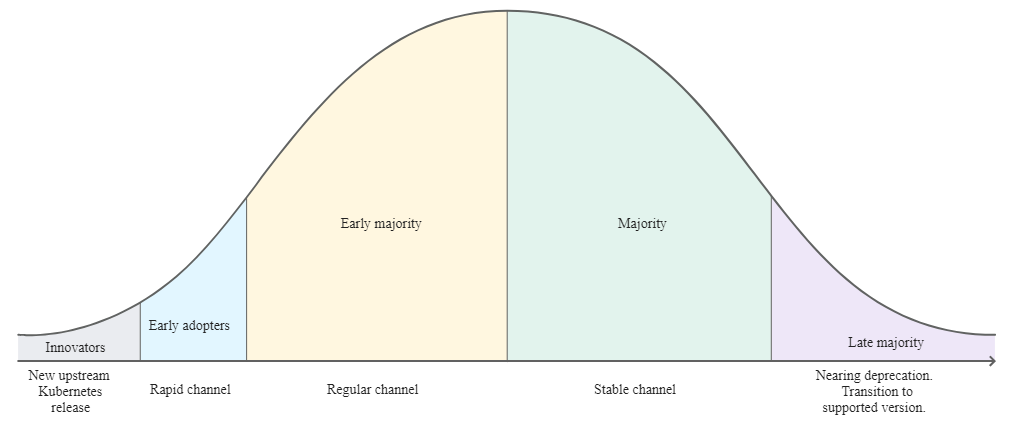 Early majority
Majority
Early adopters
Late majority
Innovators
New upstream
Kubernetes
release
Rapid channel
Regular channel
Stable channel
Nearing deprecation.
Transition to
supported version.